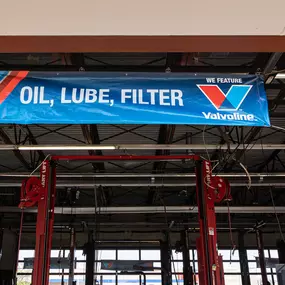 WE FEATURE
OIL, LUBE, FILTER
Valvoline